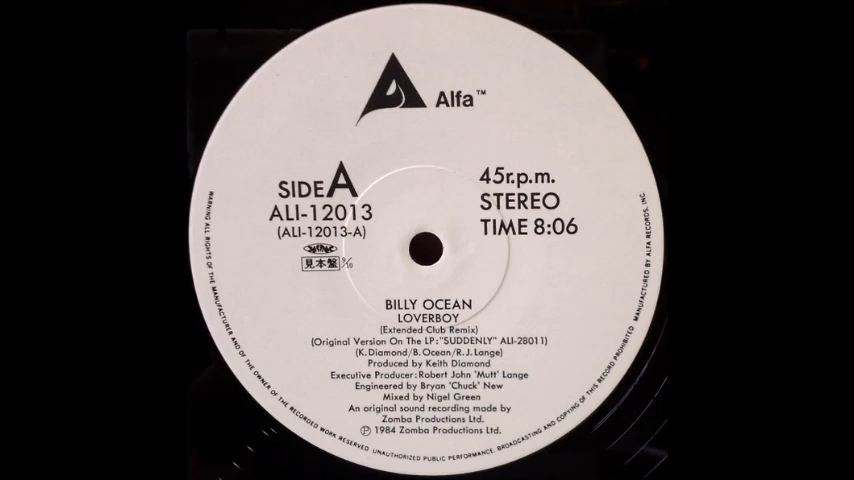 Alfa™
SIDE A
ALI-12013
(ALI-12013-A)
見本盤 9/10
45r.p.m.
STEREO
TIME 8:06
BILLY OCEAN
LOVERBOY
(Extended Club Remix)
(Original Version On The LP:"SUDDENLY" ALI-28011)
(K. Diamond/B. Ocean/R.J. Lange)
Produced by Keith Diamond
Executive Producer: Robert John 'Mutt' Lange
Engineered by Bryan 'Chuck' New
Mixed by Nigel Green
An original sound recording made by
Zomba Productions Ltd.
Ⓟ 1984 Zomba Productions Ltd.
WARNING ALL RIGHTS OF THE MANUFACTURER AND OF THE OWNER OF THE RECORDED WORK RESERVED. UNAUTHORIZED PUBLIC PERFORMANCE, BROADCASTING AND COPYING OF THIS RECORD PROHIBITED. MANUFACTURED BY ALFA RECORDS, INC.